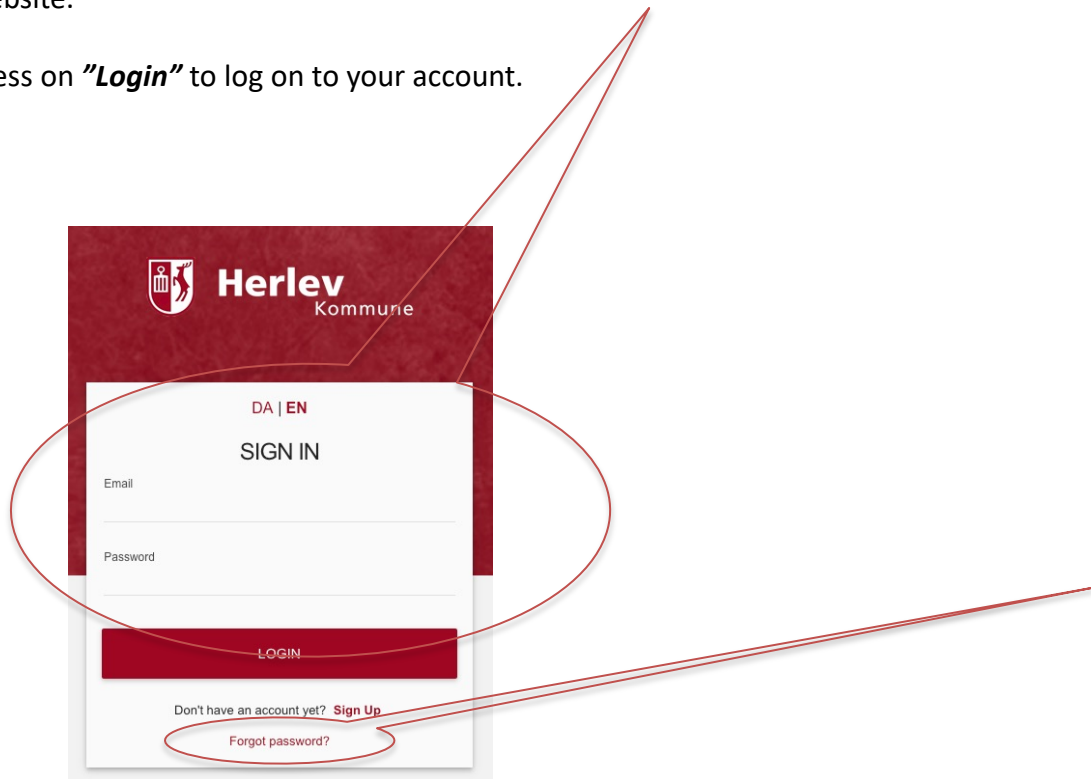 ess on ”Login” to log on to your account.
Herlev
Kommune
DA | EN
SIGN IN
Email
Password
LOGIN
Don't have an account yet? Sign Up
Forgot password?